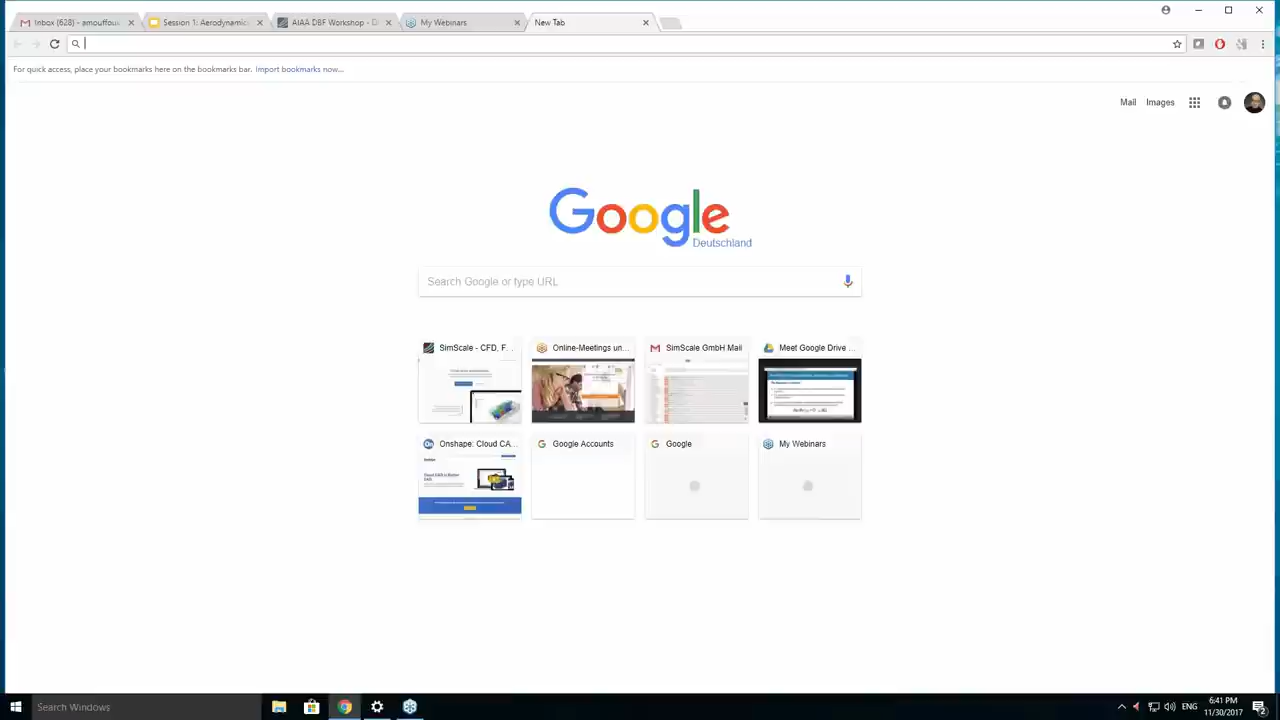 Inbox (628) - amouffou
Session 1: Aerodynamics
AIAA DBF Workshop - D
My Webinars
New Tab
For quick access, place your bookmarks here on the bookmarks bar. Import bookmarks now...
Mail Images
Google
Deutschland
Search Google or type URL
SimScale - CFD, F...
Online-Meetings un...
SimScale GmbH Mail
Meet Google Drive ...
Onshape: Cloud CA...
Google Accounts
Google
My Webinars
Search Windows
ENG
6:41 PM
11/30/2017
2